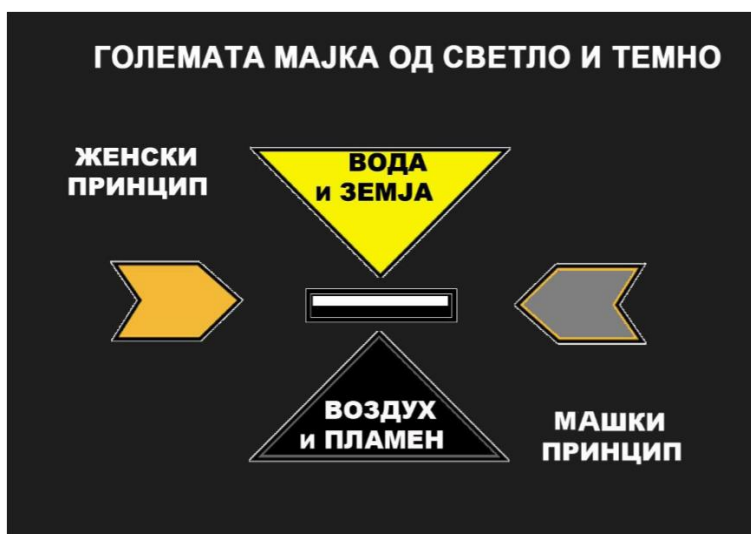 ГОЛЕМАТА МАЈКА ОД СВЕТЛО И ТЕМНО
ЖЕНСКИ
ПРИНЦИП
ВОДА
и ЗЕМЈА
ВОЗДУХ
и ПЛАМЕН
МАШКИ
ПРИНЦИП